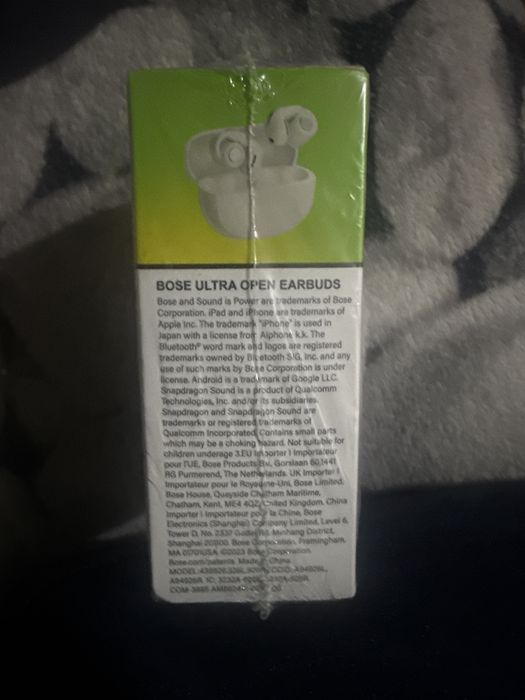 BOSE ULTRA OPEN EARBUDS
Bose and Sound is Power are trademarks of Bose
Corporation. iPad and iPhone are trademarks of
Apple Inc. The trademark "iPhone" is used in
Japan with a license from Aiphone k.k. The
Bluetooth® word mark and logos are registered
trademarks owned by Bluetooth SIG, Inc. and any
use of such marks by Bose Corporation is under
license. Android is a trademark of Google LLC.
Snapdragon Sound is a product of Qualcomm
Technologies, Inc. and/or its subsidiaries.
Snapdragon and Snapdragon Sound are
trademarks or registered trademarks of
Qualcomm Incorporated. Contains small parts
which may be a choking hazard. Not suitable for
children underage 3.EU Importer I Importateur
pour l'UE, Bose Products Bv, Gorslaan 60,1441
RG Purmerend, The Netherlands. UK Importer I
Importateur pour le Royaume-Uni, Bose Limited,
Bose House, Quayside Chatham Maritime,
Chatham, Kent, ME4 4QZ, United Kingdom. China
Importer I Importateur pour la Chine, Bose
Electronics (Shanghai) Company Limited, Level 6,
Tower D, No. 2337 Gudai Rd. Minhang District,
Shanghai 201100. Bose Corporation, Framingham,
MA 01701USA ©2023 Bose Corporation.
Bose.com/patents. Made in China
MODEL: